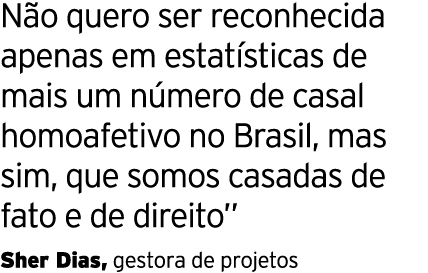 Não quero ser reconhecida
apenas em estatísticas de
mais um número de casal
homoafetivo no Brasil, mas
sim, que somos casadas de
fato e de direito”
Sher Dias, gestora de projetos